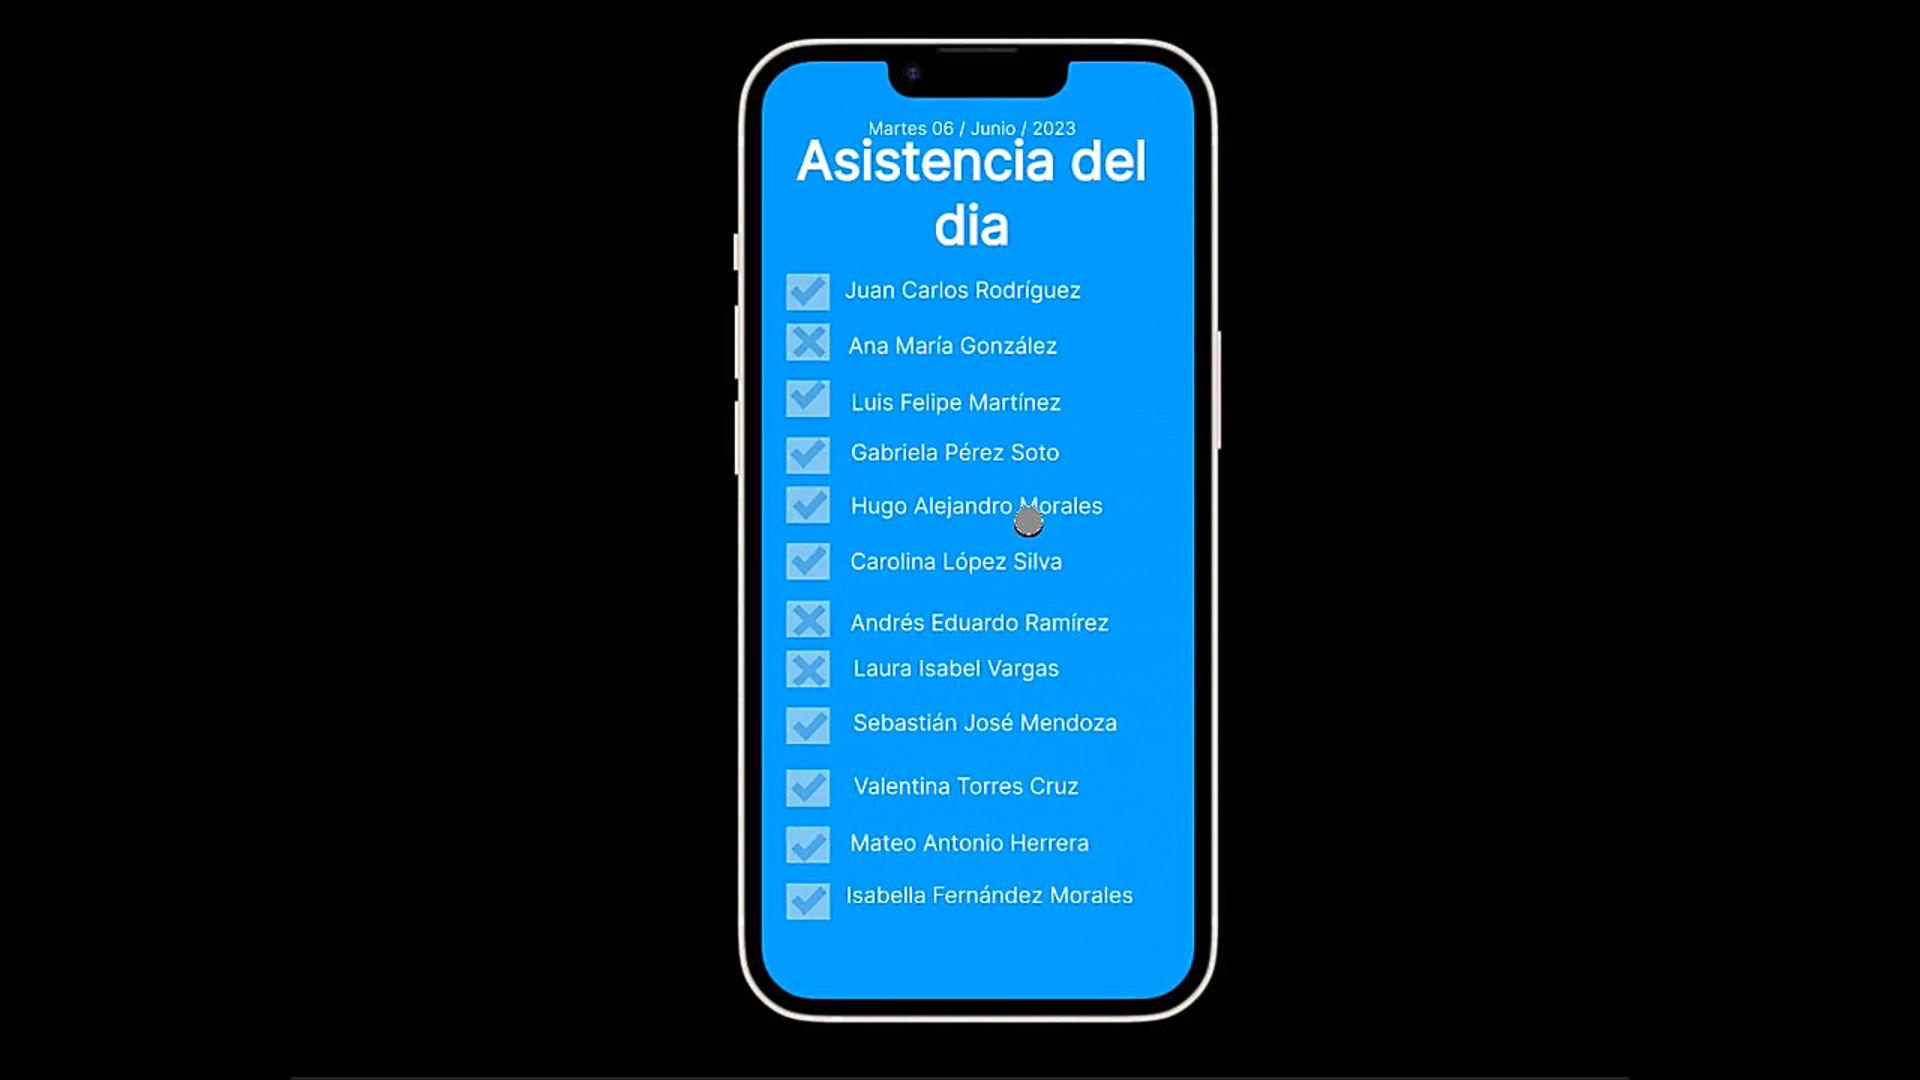 Martes 06 / Junio / 2023
Asistencia del
dia
Juan Carlos Rodríguez
Ana María González
Luis Felipe Martínez
Gabriela Pérez Soto
Hugo Alejandro Morales
Carolina López Silva
Andrés Eduardo Ramírez
Laura Isabel Vargas
Sebastián José Mendoza
Valentina Torres Cruz
Mateo Antonio Herrera
Isabella Fernández Morales